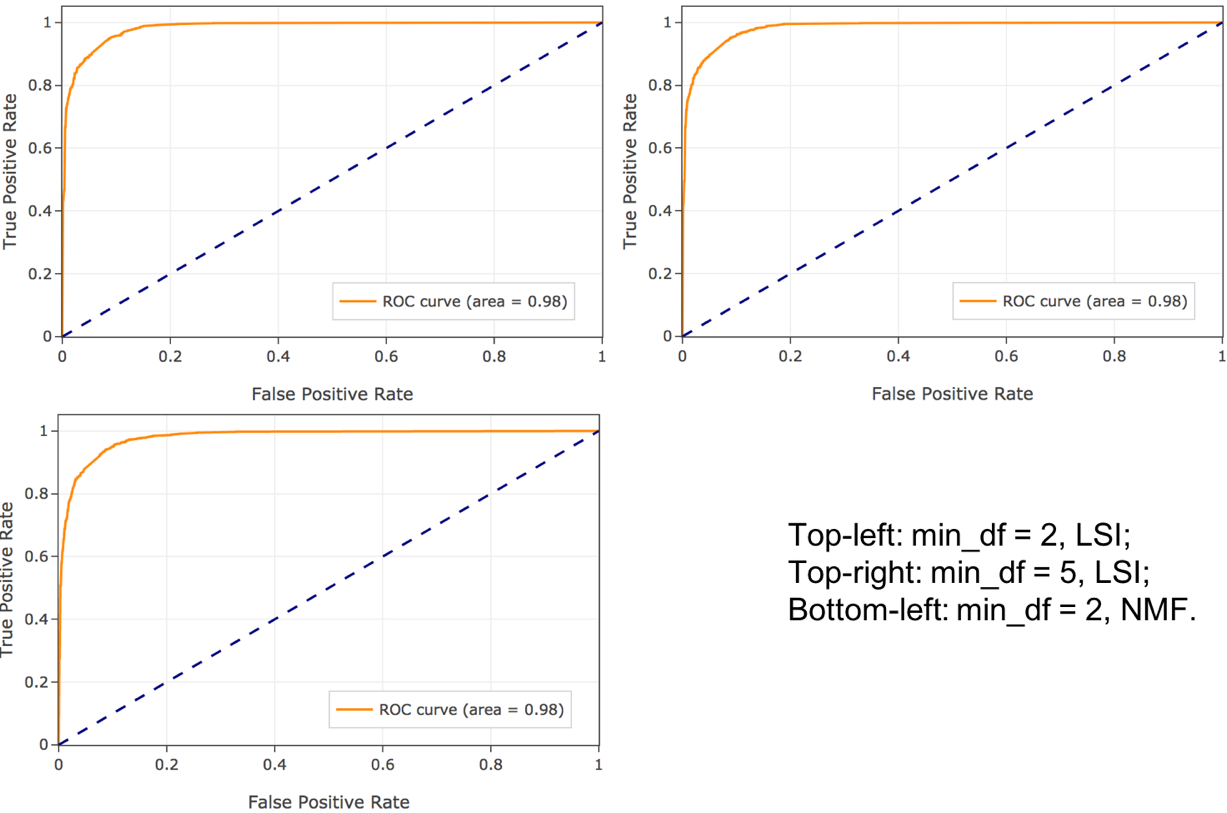 1
0.8
0.6
0.4
0.2
0
True Positive Rate
ROC curve (area = 0.98)
0 0.2 0.4 0.6 0.8 1
False Positive Rate
1
0.8
0.6
0.4
0.2
0
True Positive Rate
ROC curve (area = 0.98)
0 0.2 0.4 0.6 0.8 1
False Positive Rate
1
0.8
0.6
0.4
0.2
0
True Positive Rate
ROC curve (area = 0.98)
0 0.2 0.4 0.6 0.8 1
False Positive Rate
Top-left: min_df = 2, LSI;
Top-right: min_df = 5, LSI;
Bottom-left: min_df = 2, NMF.